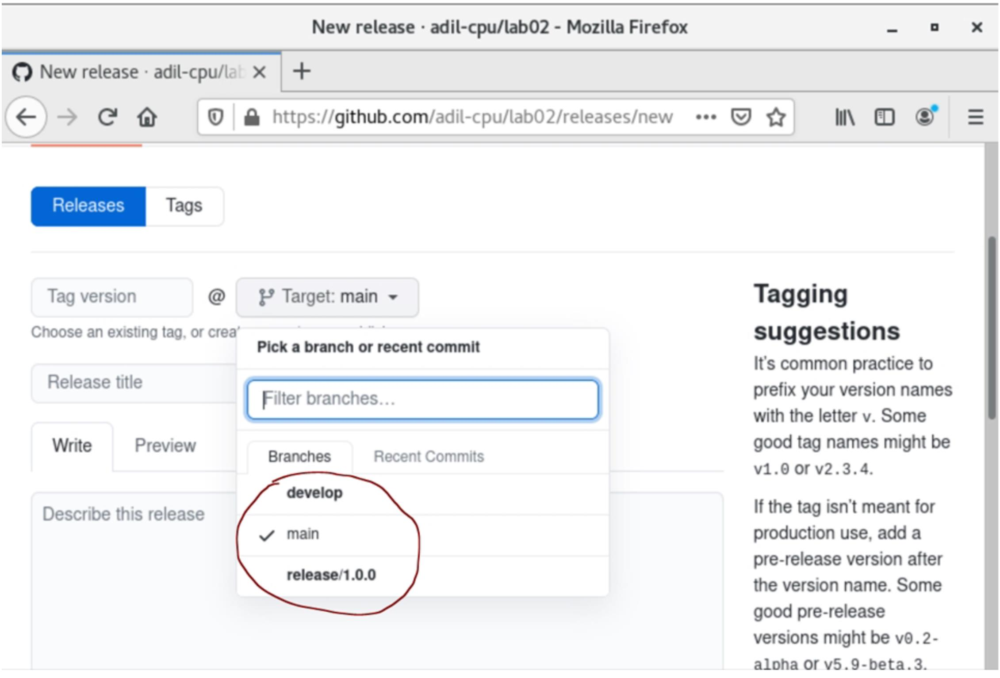 New release · adil-cpu/lab02 - Mozilla Firefox
New release · adil-cpu/lab
https://github.com/adil-cpu/lab02/releases/new
Releases Tags
Tag version @ Target: main
Choose an existing tag, or
Pick a branch or recent commit
Release title
Filter branches...
Write Preview
Branches Recent Commits
develop
Describe this release
main
release/1.0.0
Tagging
suggestions
It's common practice to
prefix your version names
with the letter v. Some
good tag names might be
v1.0 or v2.3.4.
If the tag isn't meant for
production use, add a
pre-release version after
the version name. Some
good pre-release
versions might be v0.2-
alpha or v5.9-beta.3.